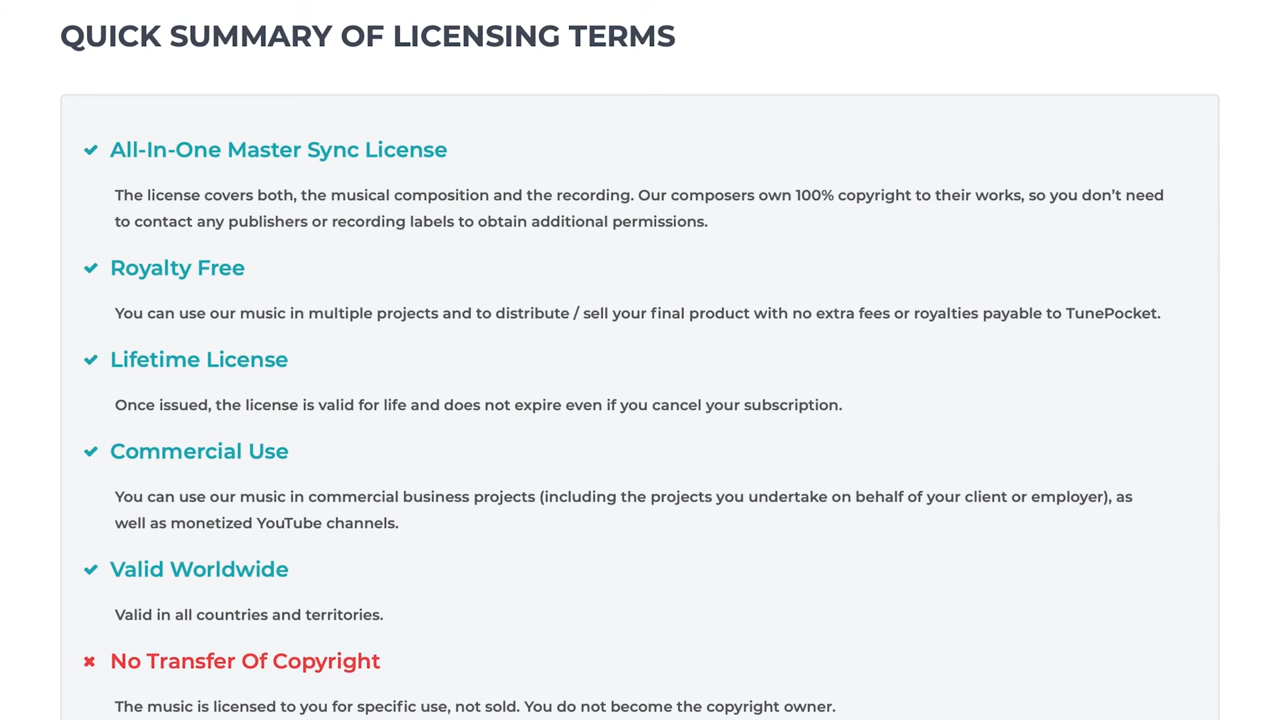 QUICK SUMMARY OF LICENSING TERMS
All-In-One Master Sync License
The license covers both, the musical composition and the recording. Our composers own 100% copyright to their works, so you don’t need
to contact any publishers or recording labels to obtain additional permissions.
Royalty Free
You can use our music in multiple projects and to distribute / sell your final product with no extra fees or royalties payable to TunePocket.
Lifetime License
Once issued, the license is valid for life and does not expire even if you cancel your subscription.
Commercial Use
You can use our music in commercial business projects (including the projects you undertake on behalf of your client or employer), as
well as monetized YouTube channels.
Valid Worldwide
Valid in all countries and territories.
No Transfer Of Copyright
The music is licensed to you for specific use, not sold. You do not become the copyright owner.